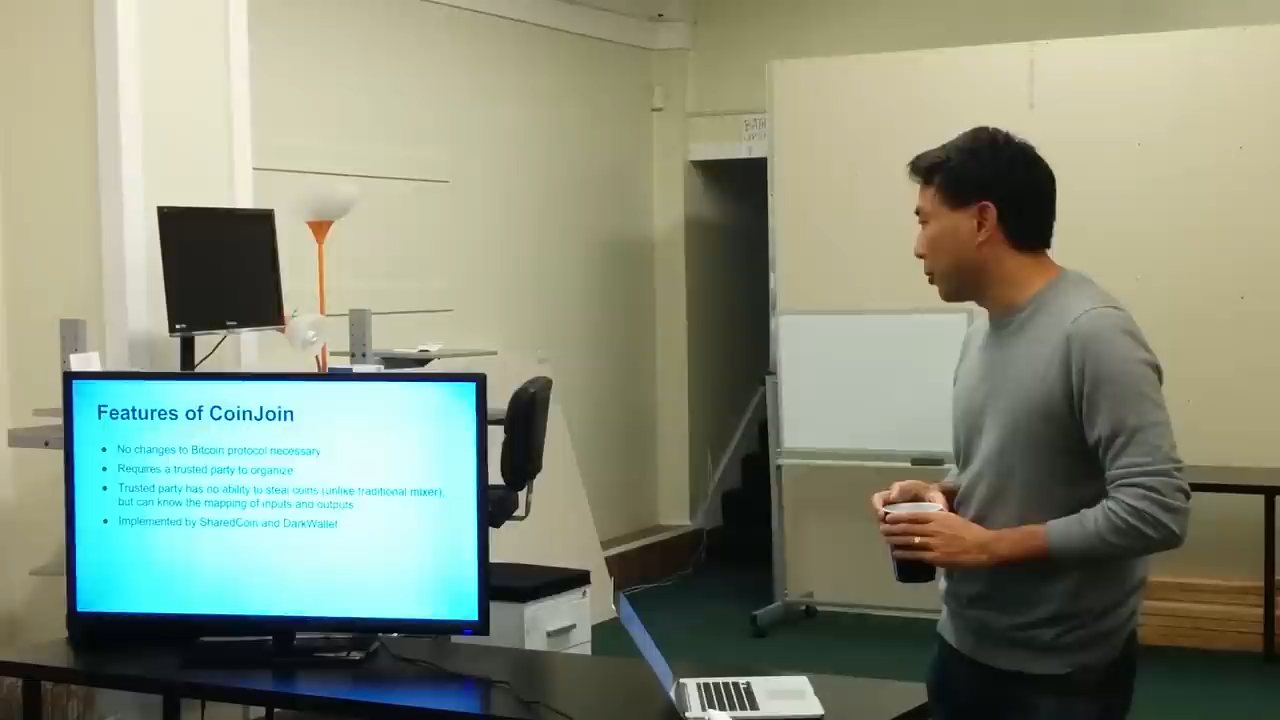 BATH
Features of CoinJoin
No changes to Bitcoin protocol necessary
Requires a trusted party to organize
Trusted party has no ability to steal coins (unlike traditional mixer),
but can know the mapping of inputs and outputs
Implemented by SharedCoin and DarkWallet